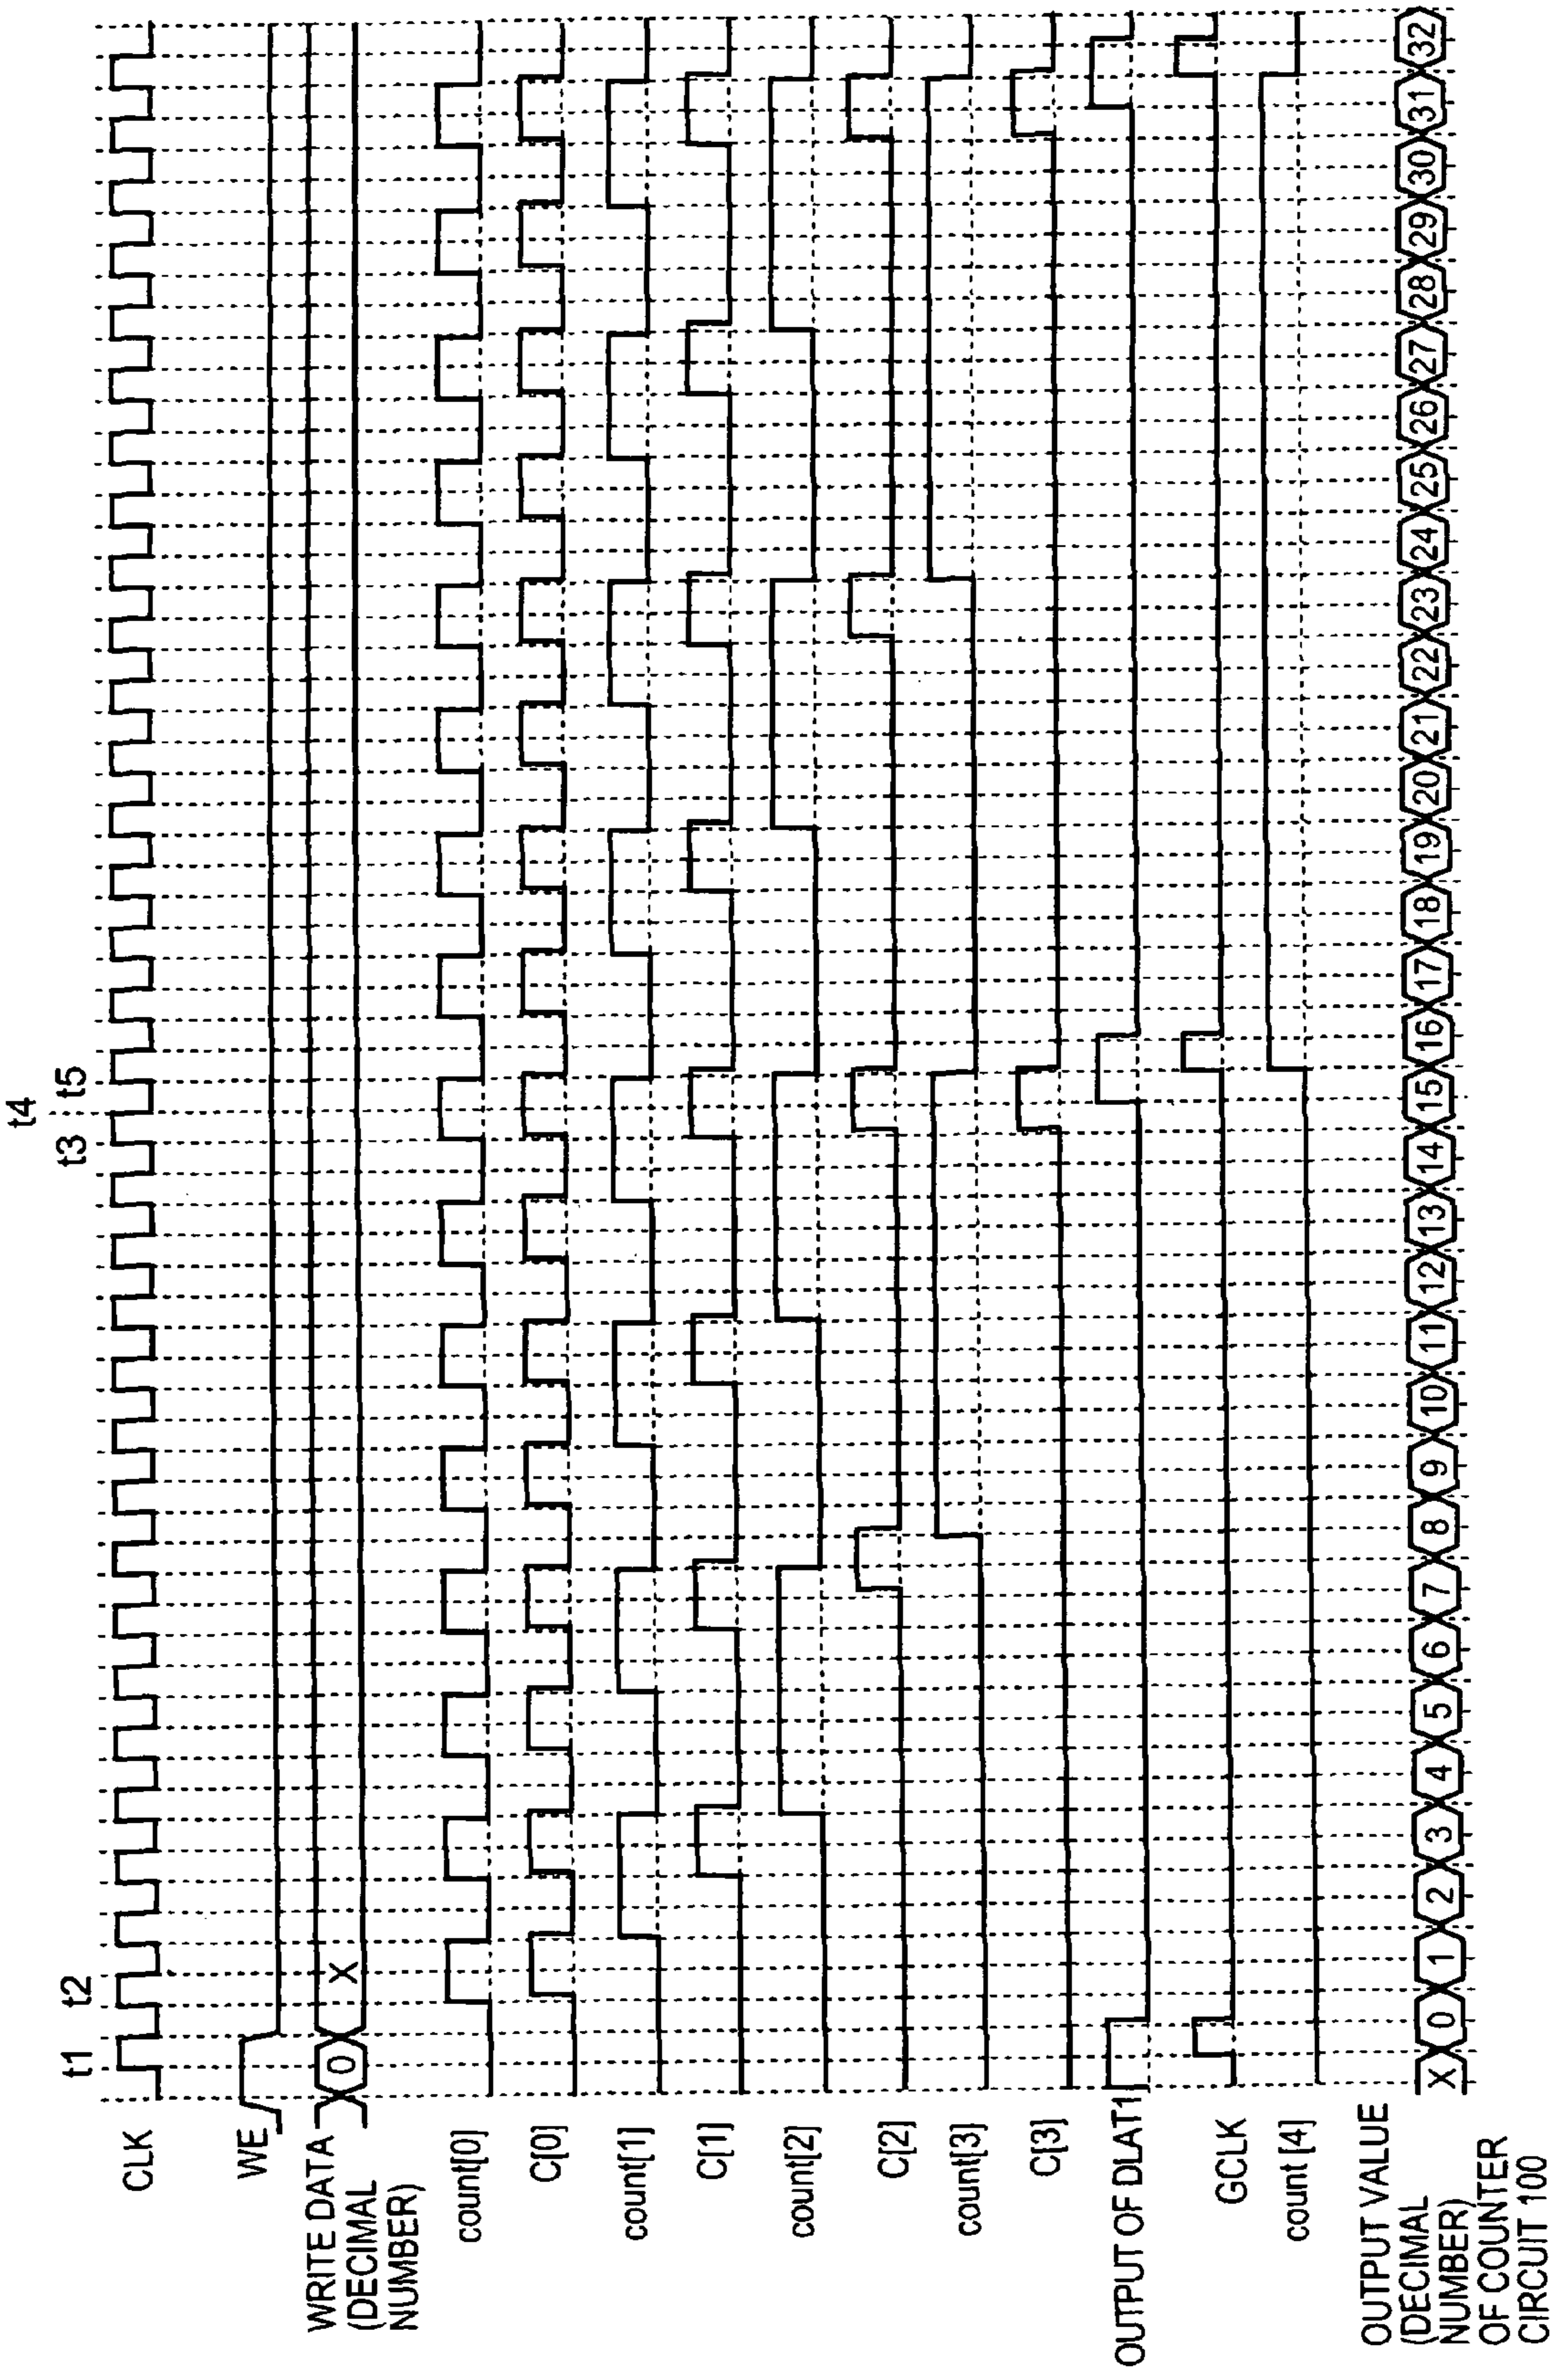 t1
t2
t3
t4
t5
CLK
WE
WRITE DATA
(DECIMAL
NUMBER)
0
X
count[0]
C[0]
count[1]
C[1]
count[2]
C[2]
count[3]
C[3]
OUTPUT OF DLAT1
GCLK
count [4]
OUTPUT VALUE
(DECIMAL
NUMBER)
OF COUNTER
CIRCUIT 100
X 0 1 2 3 4 5 6 7 8 9 10 11 12 13 14 15 16 17 18 19 20 21 22 23 24 25 26 27 28 29 30 31 32